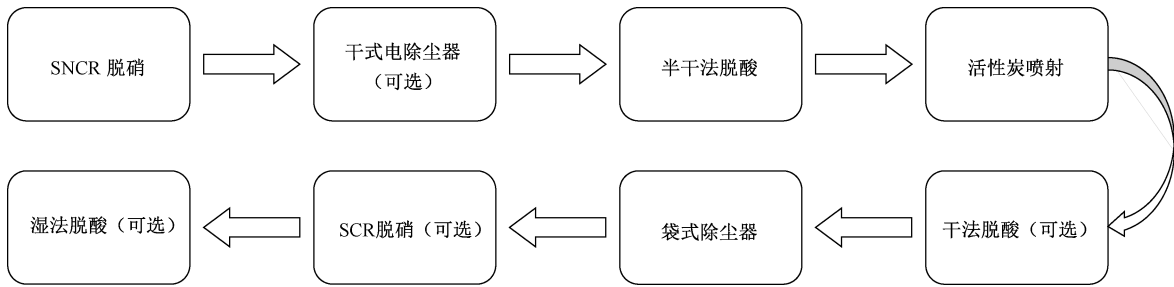 SNCR 脱硝
干式电除尘器
（可选）
半干法脱酸
活性炭喷射
干法脱酸（可选）
袋式除尘器
SCR脱硝（可选）
湿法脱酸（可选）